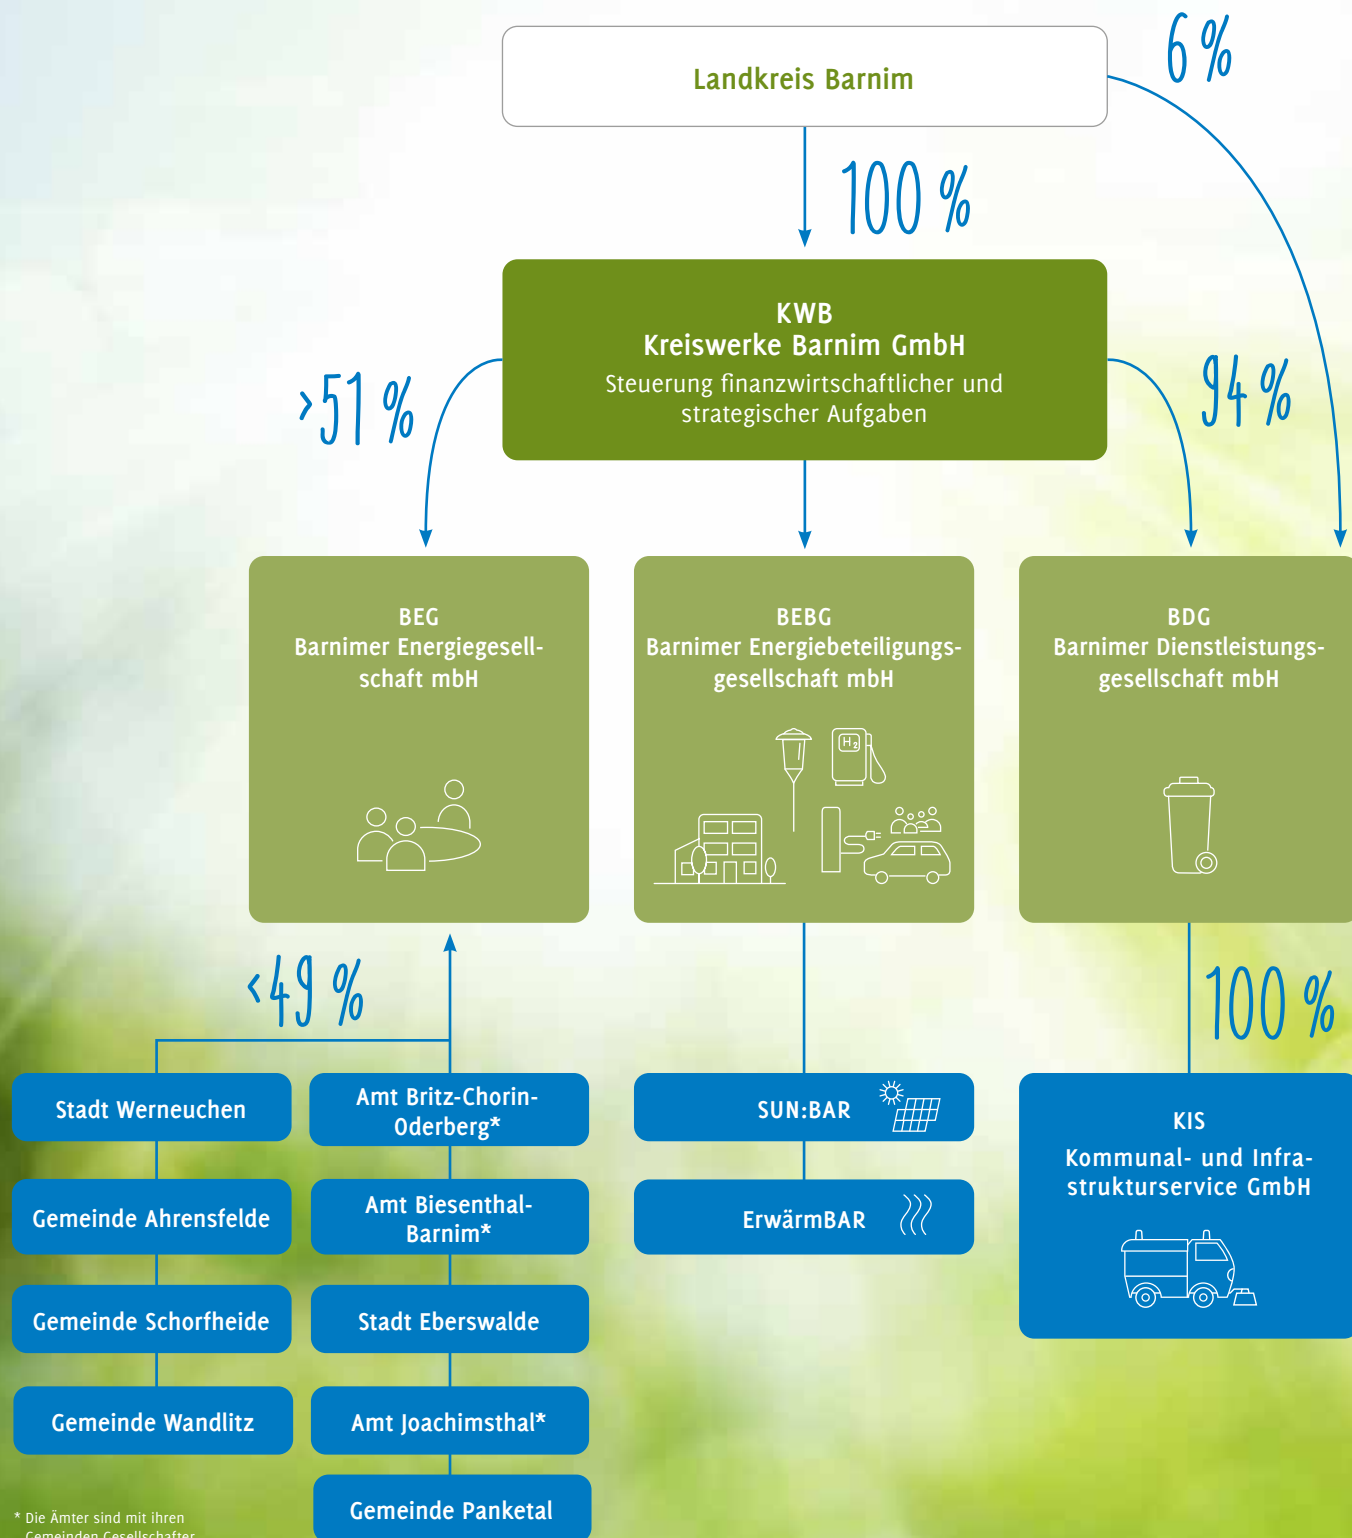 6 %
Landkreis Barnim
100 %
KWB
Kreiswerke Barnim GmbH
Steuerung finanzwirtschaftlicher und
strategischer Aufgaben
>51 %
94 %
BEG
Barnimer Energiegesell-
schaft mbH
BEBG
Barnimer Energiebeteiligungs-
gesellschaft mbH
H2
BDG
Barnimer Dienstleistungs-
gesellschaft mbH
<49 %
100 %
Stadt Werneuchen
Gemeinde Ahrensfelde
Gemeinde Schorfheide
Gemeinde Wandlitz
Amt Britz-Chorin-
Oderberg*
Amt Biesenthal-
Barnim*
Stadt Eberswalde
Amt Joachimsthal*
Gemeinde Panketal
SUN:BAR
ErwärmBAR
KIS
Kommunal- und Infra-
strukturservice GmbH
* Die Ämter sind mit ihren
Gemeinden Gesellschafter